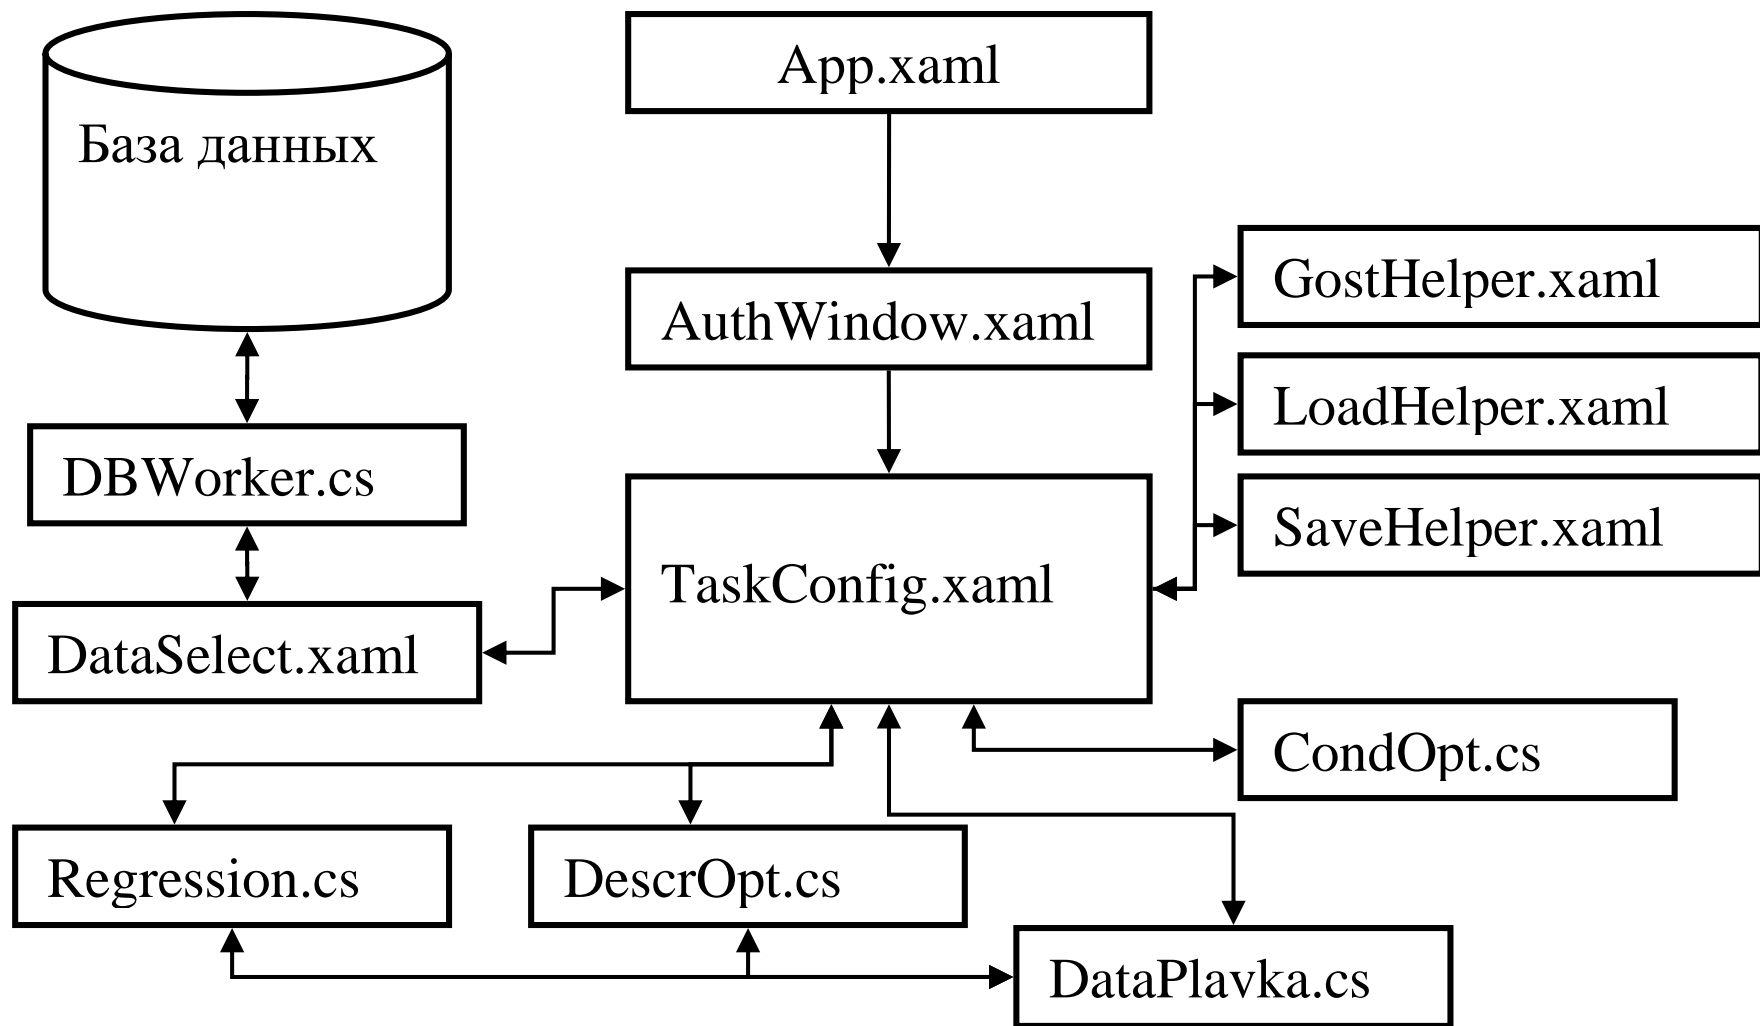 База данных
App.xaml
AuthWindow.xaml
GostHelper.xaml
LoadHelper.xaml
DBWorker.cs
SaveHelper.xaml
TaskConfig.xaml
DataSelect.xaml
CondOpt.cs
Regression.cs
DescrOpt.cs
DataPlavka.cs